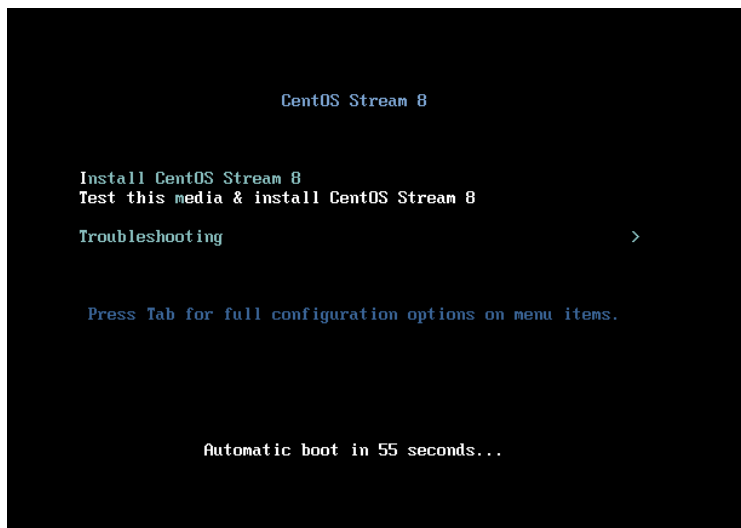 CentOS Stream 8
Install CentOS Stream 8
Test this media & install CentOS Stream 8
Troubleshooting >
Press Tab for full configuration options on menu items.
Automatic boot in 55 seconds...